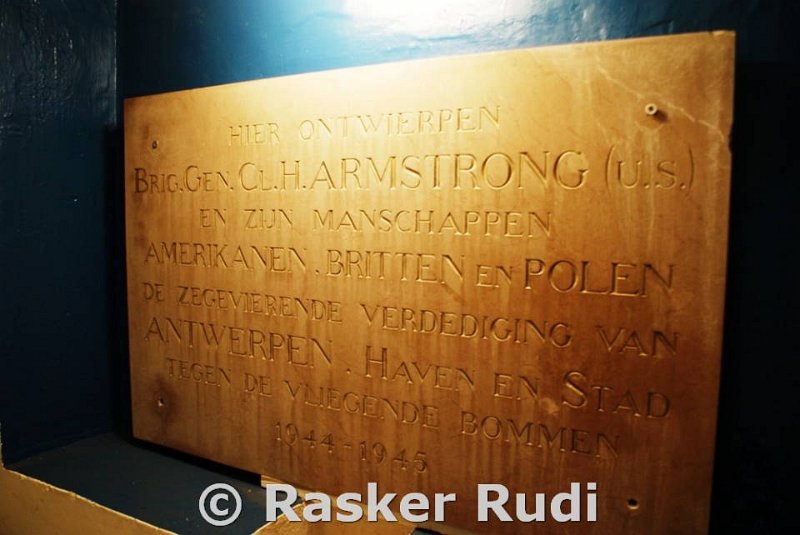 HIER ONTWIERPEN
BRIG.GEN. CL.H.ARMSTRONG (U.S.)
EN ZIJN MANSCHAPPEN
AMERIKANEN, BRITTEN EN POLEN
DE ZEGEVIERENDE VERDEDIGING VAN
ANTWERPEN, HAVEN EN STAD
TEGEN DE VLIEGENDE BOMMEN
1944-1945
© Rasker Rudi